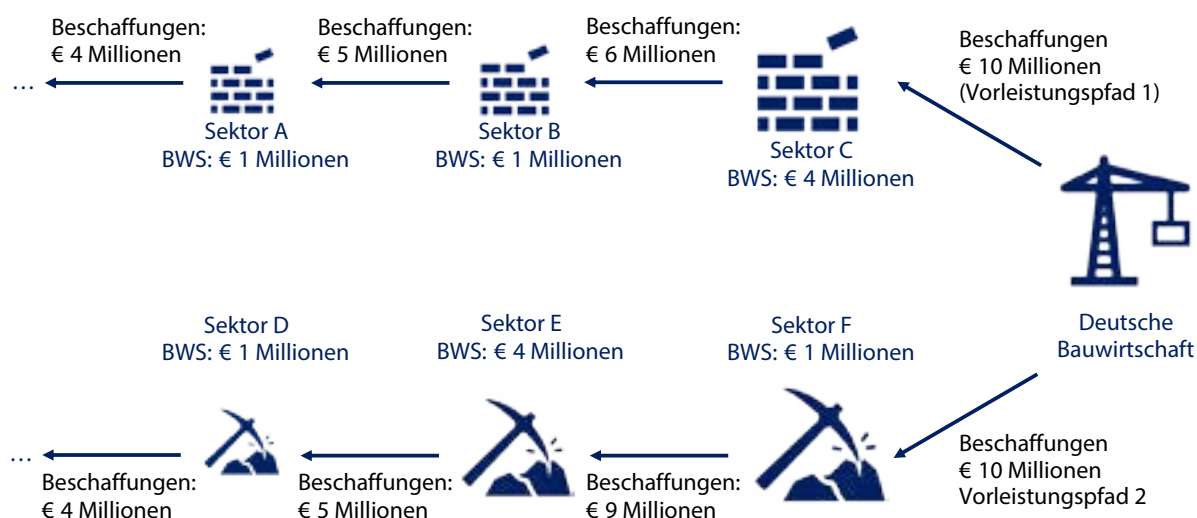 Beschaffungen:
€ 4 Millionen
Beschaffungen:
€ 5 Millionen
Beschaffungen:
€ 6 Millionen
Beschaffungen
€ 10 Millionen
(Vorleistungspfad 1)
...
Sektor A
BWS: € 1 Millionen
Sektor B
BWS: € 1 Millionen
Sektor C
BWS: € 4 Millionen
Sektor D
BWS: € 1 Millionen
Sektor E
BWS: € 4 Millionen
Sektor F
BWS: € 1 Millionen
Deutsche
Bauwirtschaft
...
Beschaffungen:
€ 4 Millionen
Beschaffungen:
€ 5 Millionen
Beschaffungen:
€ 9 Millionen
Beschaffungen
€ 10 Millionen
Vorleistungspfad 2